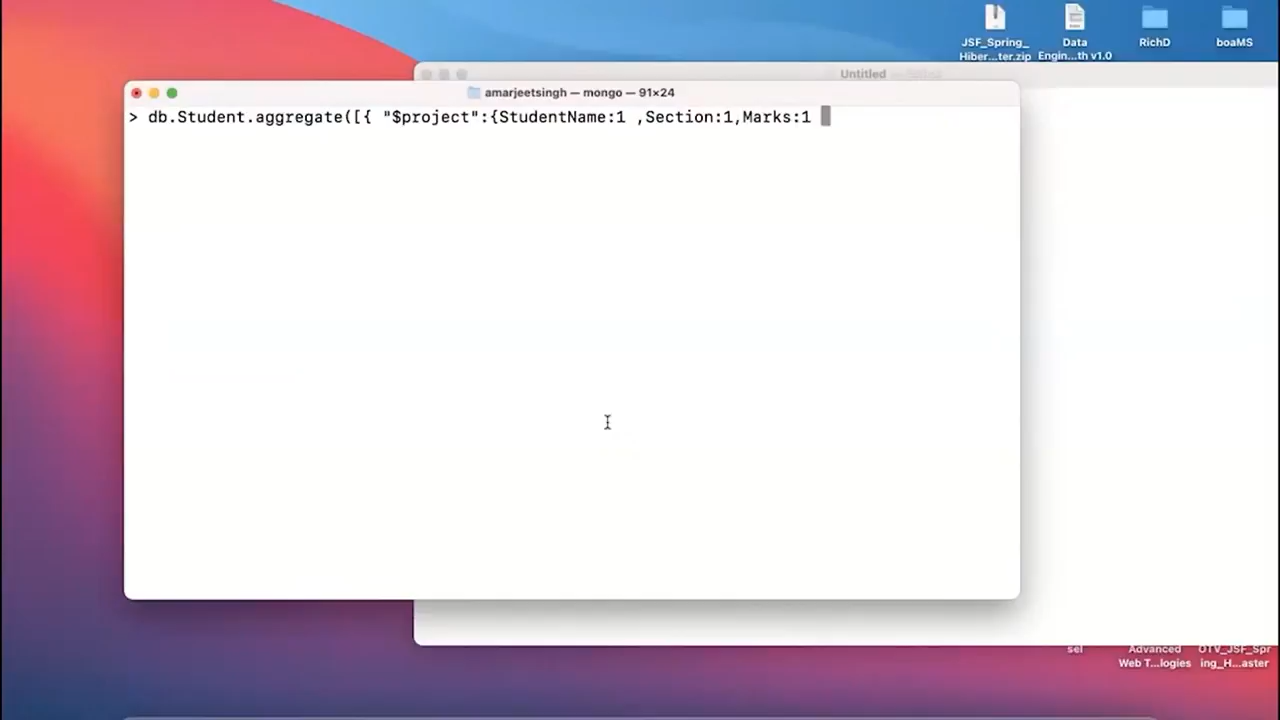 JSF_Spring_
Hiber...ter.zip
Data
Engin...th v1.0
RichD
boaMS
Untitled
amarjeetsingh — mongo — 91×24
> db.Student.aggregate([{ "$project":{StudentName:1 ,Section:1,Marks:1
sel
Advanced
Web T...logies
OTV_JSF_Spr
ing_H...aster